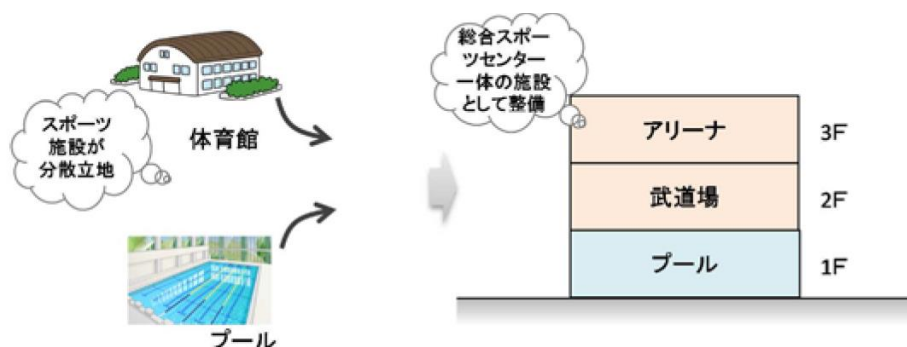 スポーツ
施設が
分散立地
体育館
プール
総合スポー
ツセンター
一体の施設
として整備
アリーナ
3F
武道場
2F
プール
1F